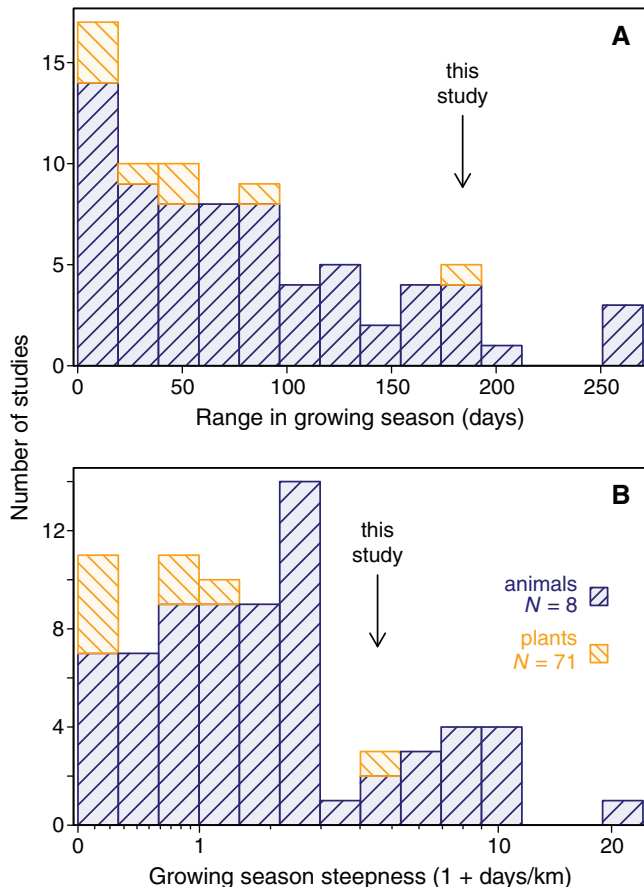 A
this
study
15
10
5
0
0 50 100 150 200 250
Range in growing season (days)
Number of studies
B
this
study
12
8
4
0
animals
N = 8
plants
N = 71
0 1 10 20
Growing season steepness (1 + days/km)